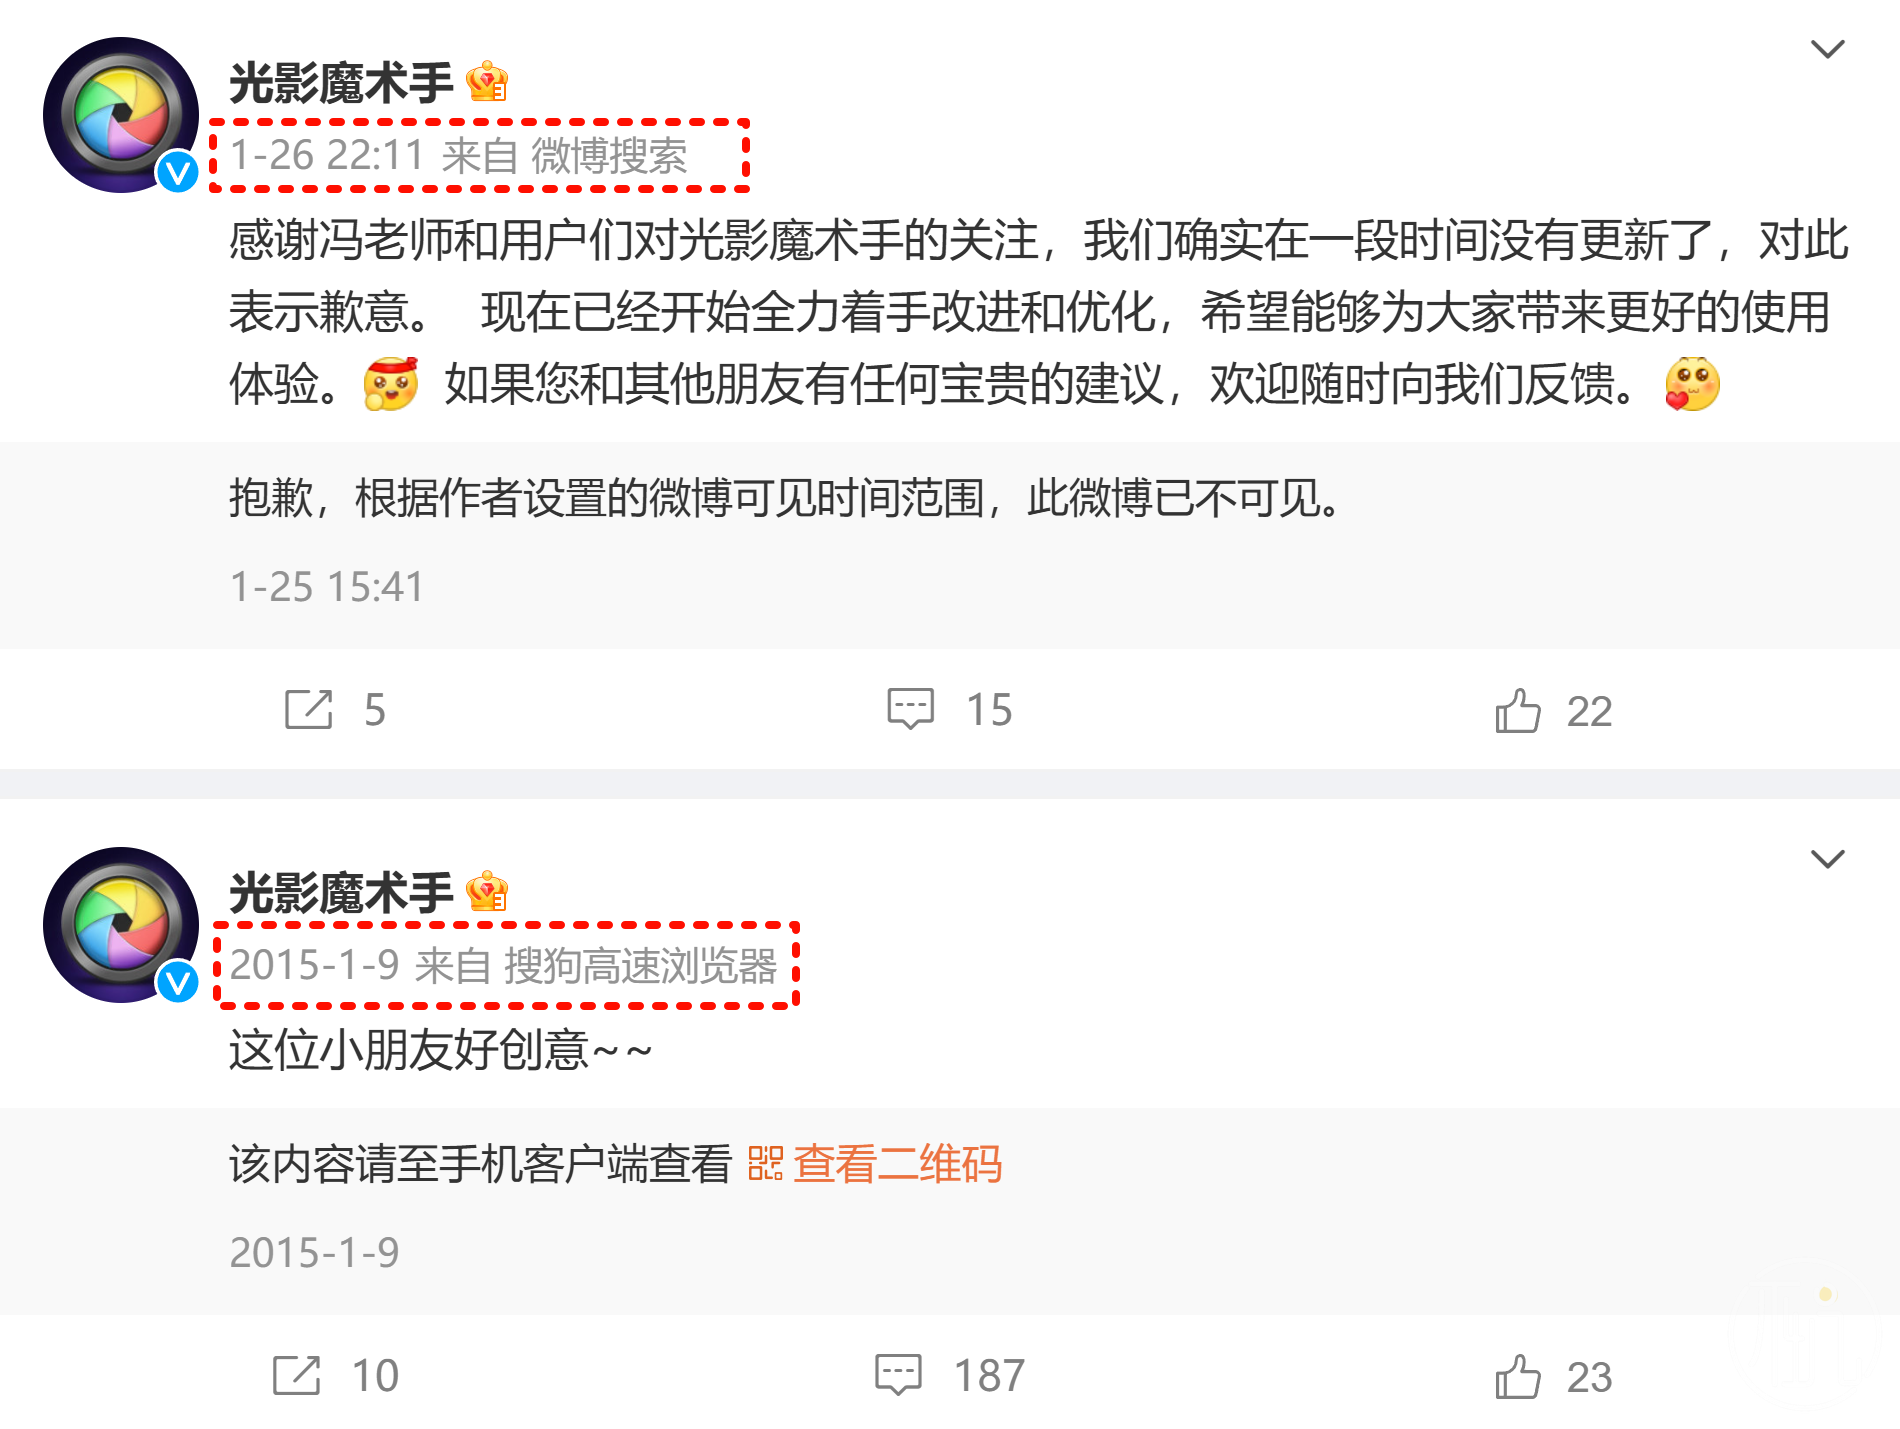 光影魔术手
1-26 22:11 来自 微博搜索
感谢冯老师和用户们对光影魔术手的关注，我们确实在一段时间没有更新了，对此
表示歉意。 现在已经开始全力着手改进和优化，希望能够为大家带来更好的使用
体验。 如果您和其他朋友有任何宝贵的建议，欢迎随时向我们反馈。
抱歉，根据作者设置的微博可见时间范围，此微博已不可见。
1-25 15:41
5 15 22
光影魔术手
2015-1-9 来自 搜狗高速浏览器
这位小朋友好创意~~
该内容请至手机客户端查看 查看二维码
2015-1-9
10 187 23